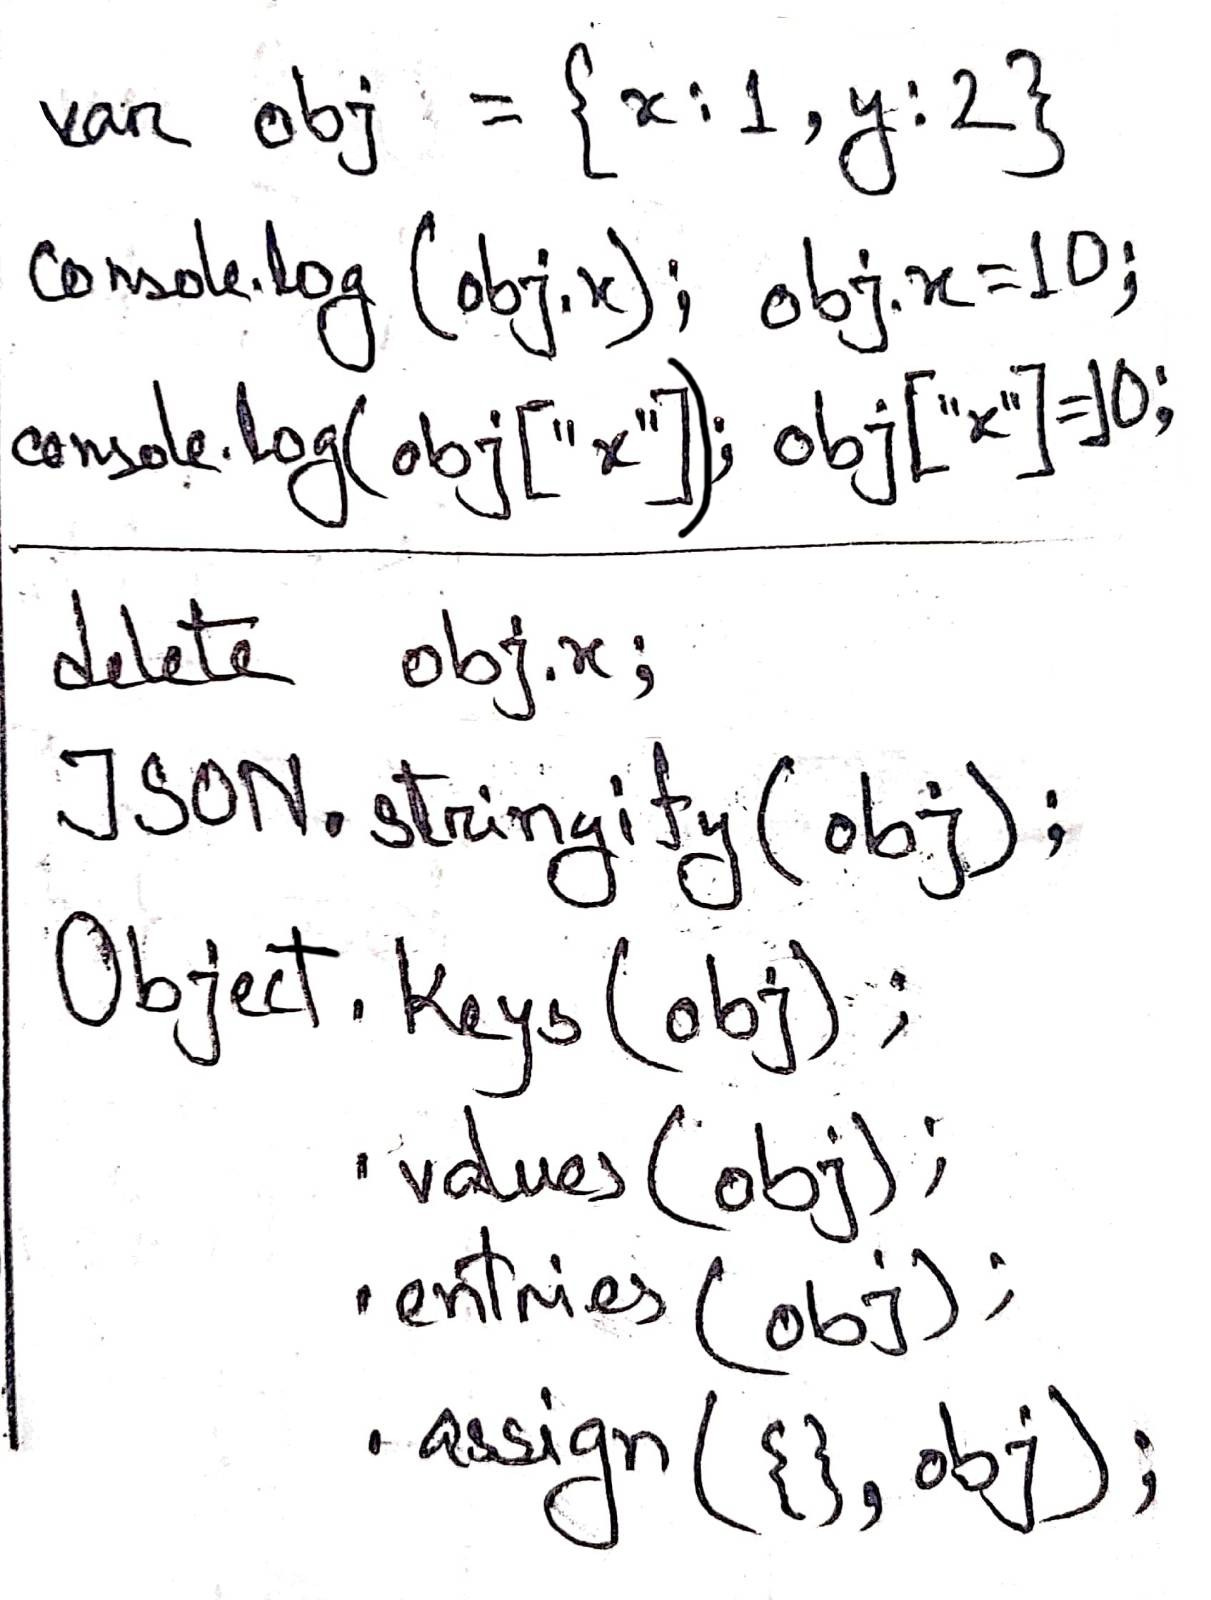 var obj = {x:1, y:2}
console.log (obj.x); obj.x=10;
console.log( obj["x"]); obj["x"]=10;
delete obj.x;
JSON.stringify( obj);
Object.keys(obj);
.values(obj);
.entries(obj);
.assign({}, obj);